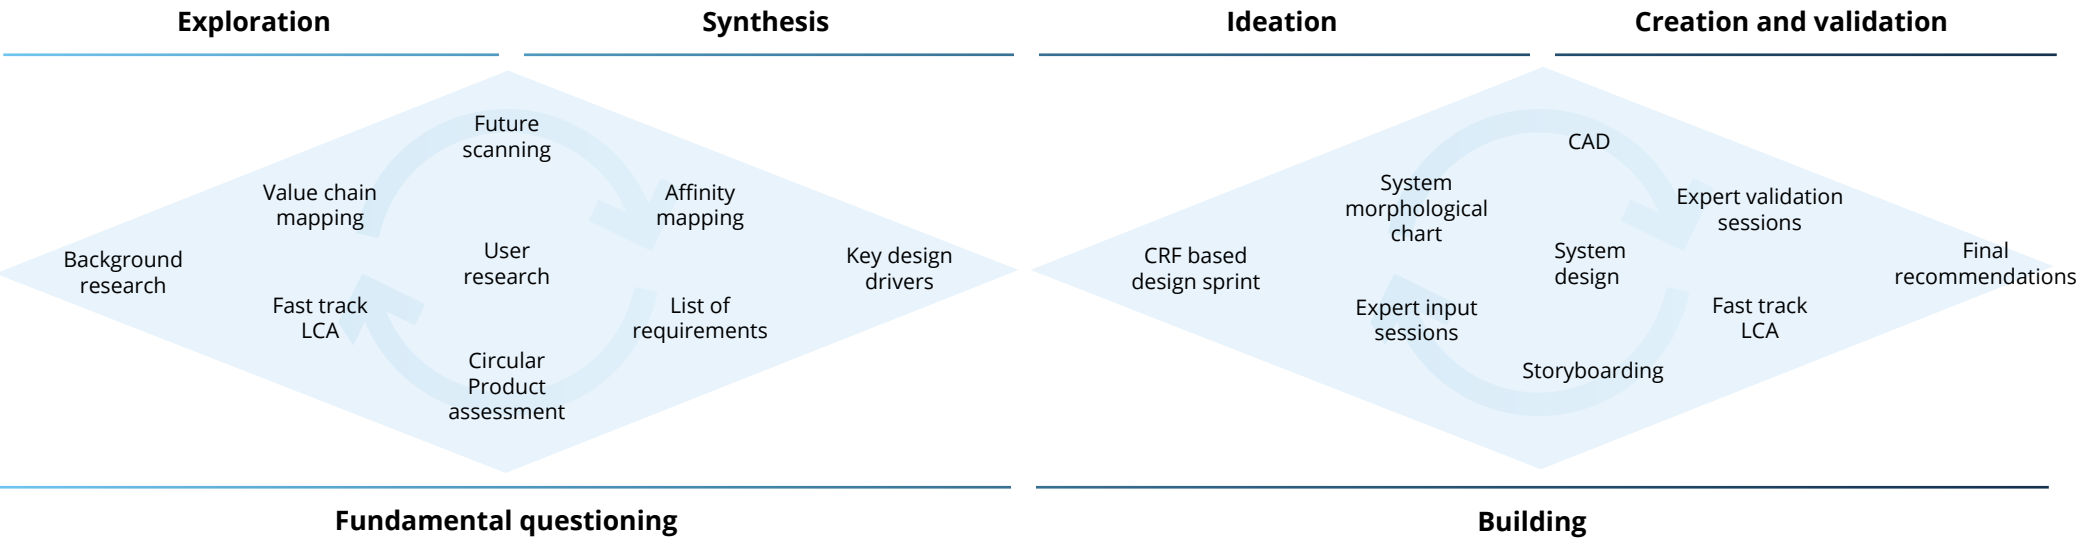 Exploration
Synthesis
Ideation
Creation and validation
Future
scanning
Value chain
mapping
Affinity
mapping
Background
research
User
research
Key design
drivers
Fast track
LCA
List of
requirements
Circular
Product
assessment
CAD
System
morphological
chart
Expert validation
sessions
CRF based
design sprint
System
design
Final
recommendations
Expert input
sessions
Fast track
LCA
Storyboarding
Fundamental questioning
Building